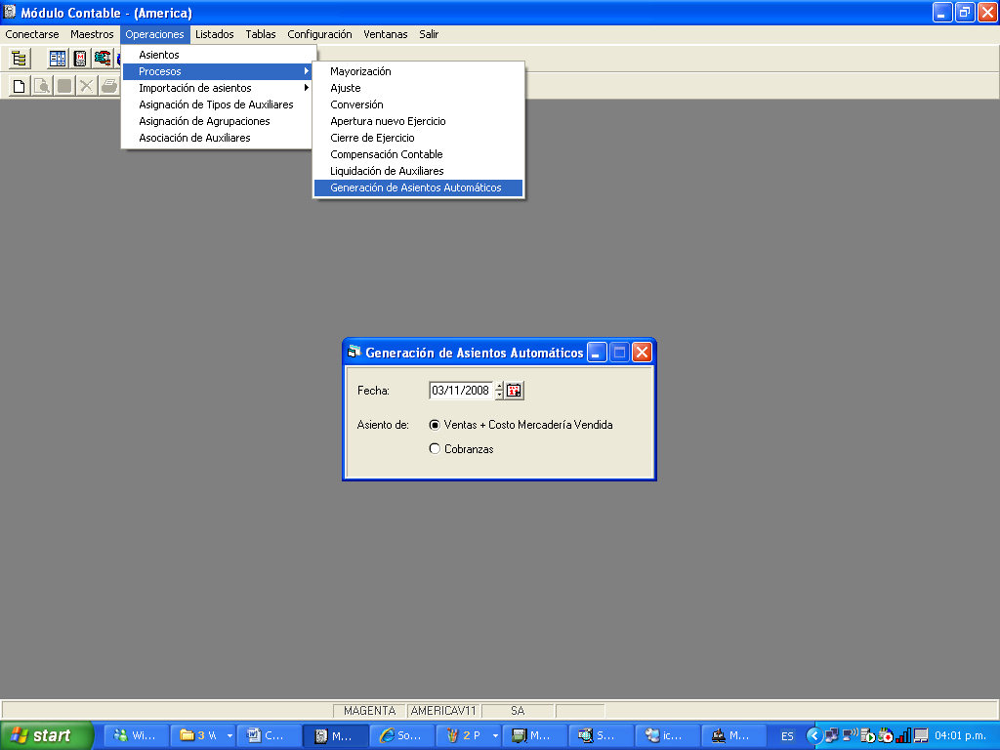 Módulo Contable - (America)
Conectarse Maestros Operaciones Listados Tablas Configuración Ventanas Salir
Asientos
Procesos
Importación de asientos
Asignación de Tipos de Auxiliares
Asignación de Agrupaciones
Asociación de Auxiliares
Mayorización
Ajuste
Conversión
Apertura nuevo Ejercicio
Cierre de Ejercicio
Compensación Contable
Liquidación de Auxiliares
Generación de Asientos Automáticos
Generación de Asientos Automáticos
Fecha: 03/11/2008
Asiento de: Ventas + Costo Mercadería Vendida
Cobranzas
MAGENTA AMERICAV11 SA
start Wi... 3 W C... M... So... 2 P M... S... ic... M... ES 04:01 p.m.